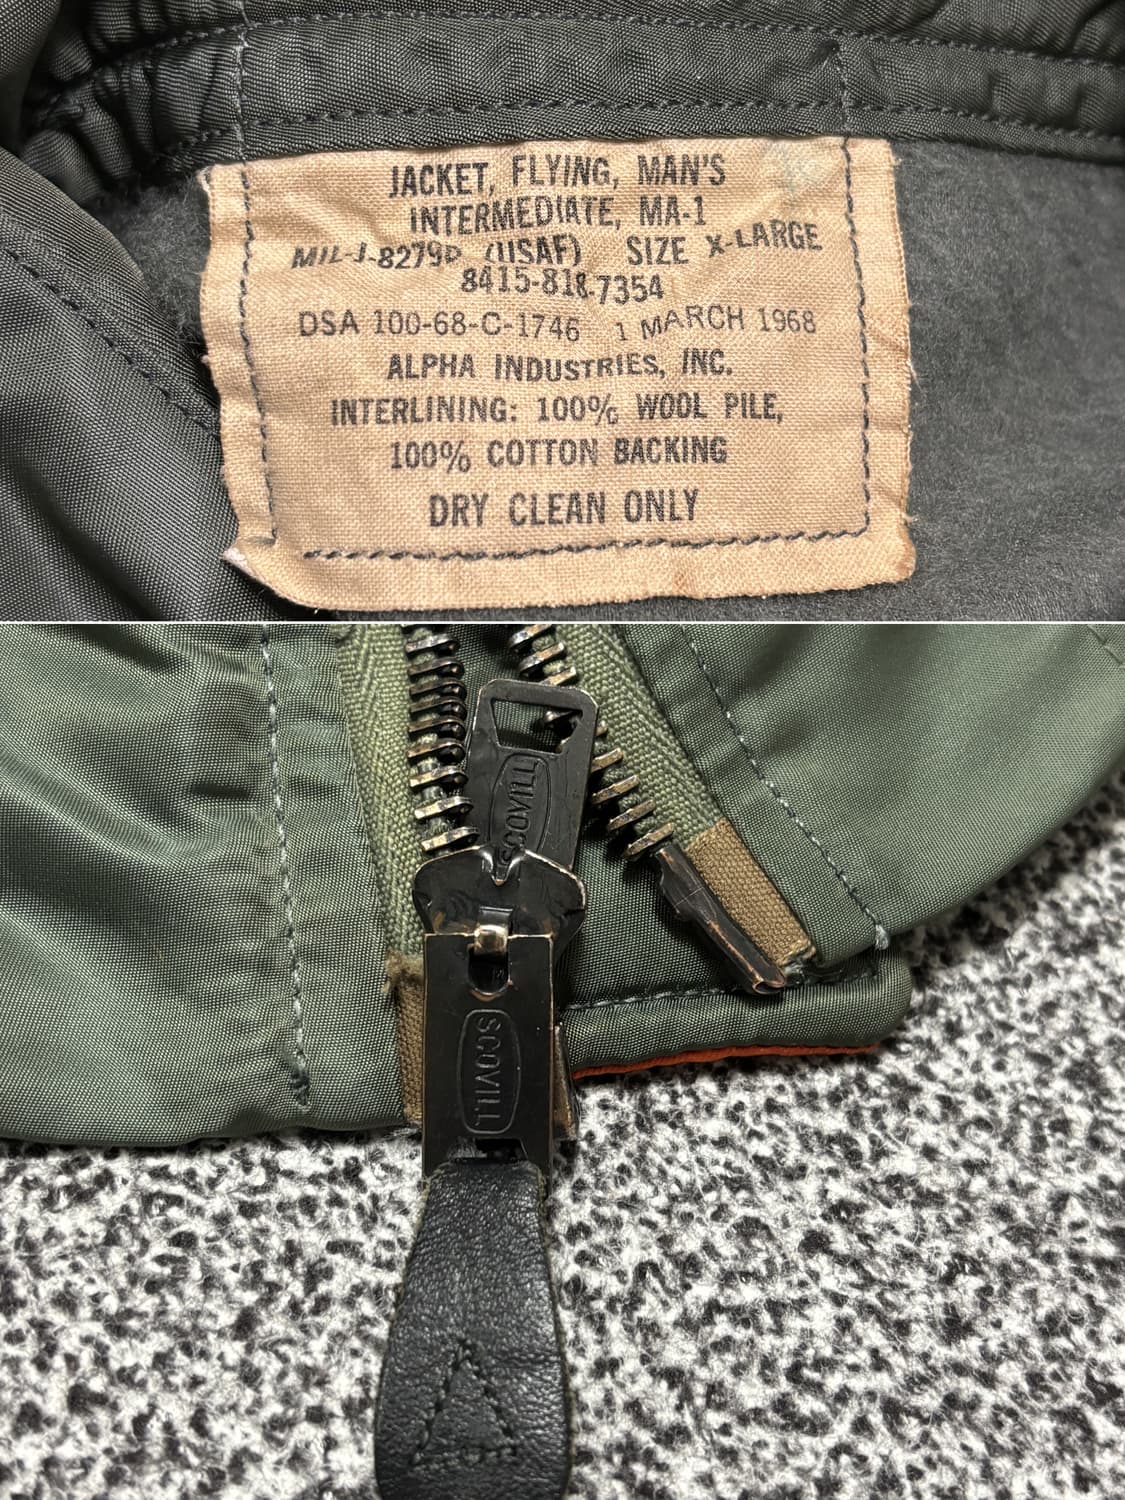 JACKET, FLYING, MAN'S
INTERMEDIATE, MA-1
MIL-J-8279D (USAF) SIZE X-LARGE
8415-818-7354
DSA 100-68-C-1746 1 MARCH 1968
ALPHA INDUSTRIES, INC.
INTERLINING: 100% WOOL PILE,
100% COTTON BACKING
DRY CLEAN ONLY
SCOVILL
SCOVILL